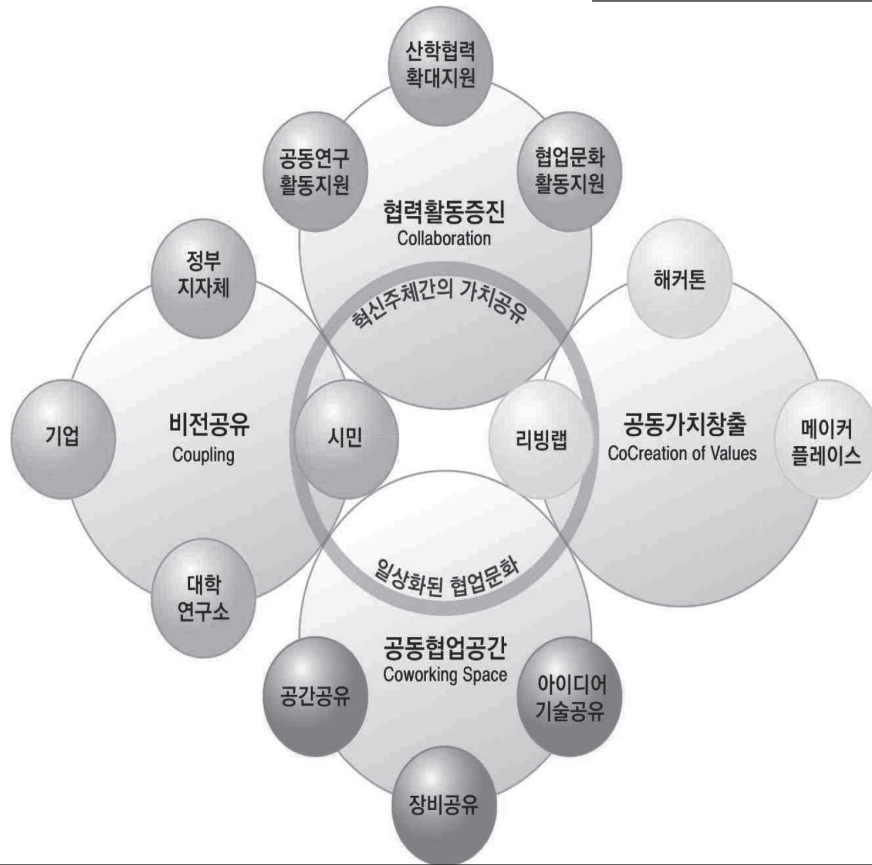 산학협력
확대지원
공동연구
활동지원
협업문화
활동지원
협력활동증진
Collaboration
정부
지자체
해커톤
혁신주체간의 가치공유
기업
비전공유
Coupling
시민
리빙랩
공동가치창출
CoCreation of Values
메이커
플레이스
대학
연구소
일상화된 협업문화
공동협업공간
Coworking Space
공간공유
아이디어
기술공유
장비공유